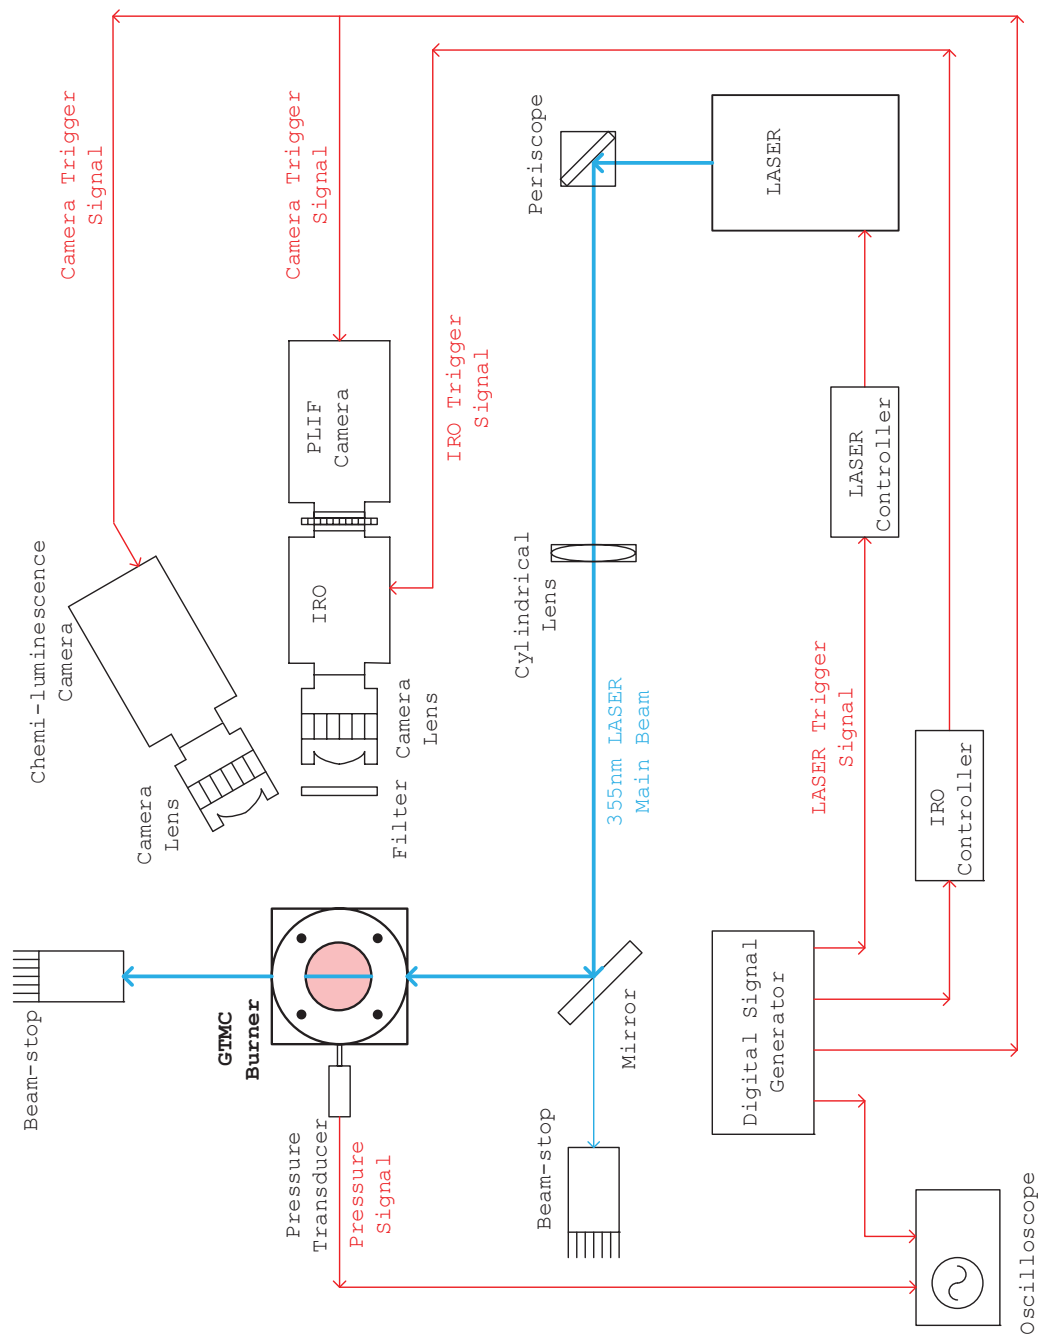 Camera Trigger
Signal
Camera Trigger
Signal
IRO Trigger
Signal
Periscope
LASER
PLIF
Camera
IRO
Chemi-luminescence
Camera
Camera
Lens
Camera
Lens
Filter
Cylindrical
Lens
355nm LASER
Main Beam
LASER
Controller
LASER Trigger
Signal
IRO
Controller
Digital Signal
Generator
Beam-stop
GTMC
Burner
Mirror
Pressure
Transducer
Pressure
Signal
Beam-stop
Oscilloscope